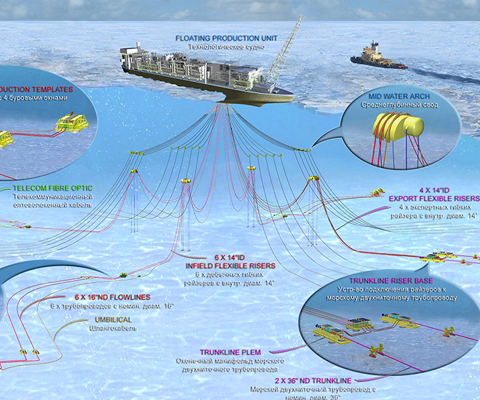 FLOATING PRODUCTION UNIT
Технологическое судно
DUCTION TEMPLATES
с 4 буровыми окнами
MID WATER ARCH
Среднеглубинный свод
TELECOM FIBRE OPTIC
Телекоммуникационный
оптоволоконный кабель
4 X 14"ID
EXPORT FLEXIBLE RISERS
4 x экспортных гибких
райзера с внутр. диам. 14"
6 X 14"ID
INFIELD FLEXIBLE RISERS
6 x добычных гибких
райзеров с внутр. диам. 14"
TRUNKLINE RISER BASE
Устр-во подключения райзеров к
морскому двухниточному трубопроводу
6 X 16"ND FLOWLINES
6 x трубопроводов с номин. диам. 16"
UMBILICAL
Шлангокабель
TRUNKLINE PLEM
Оконечный манифольд морского
двухниточного трубопровода
2 X 36" ND TRUNKLINE
Морской двухниточный трубопровод с
номин. диам. 36"